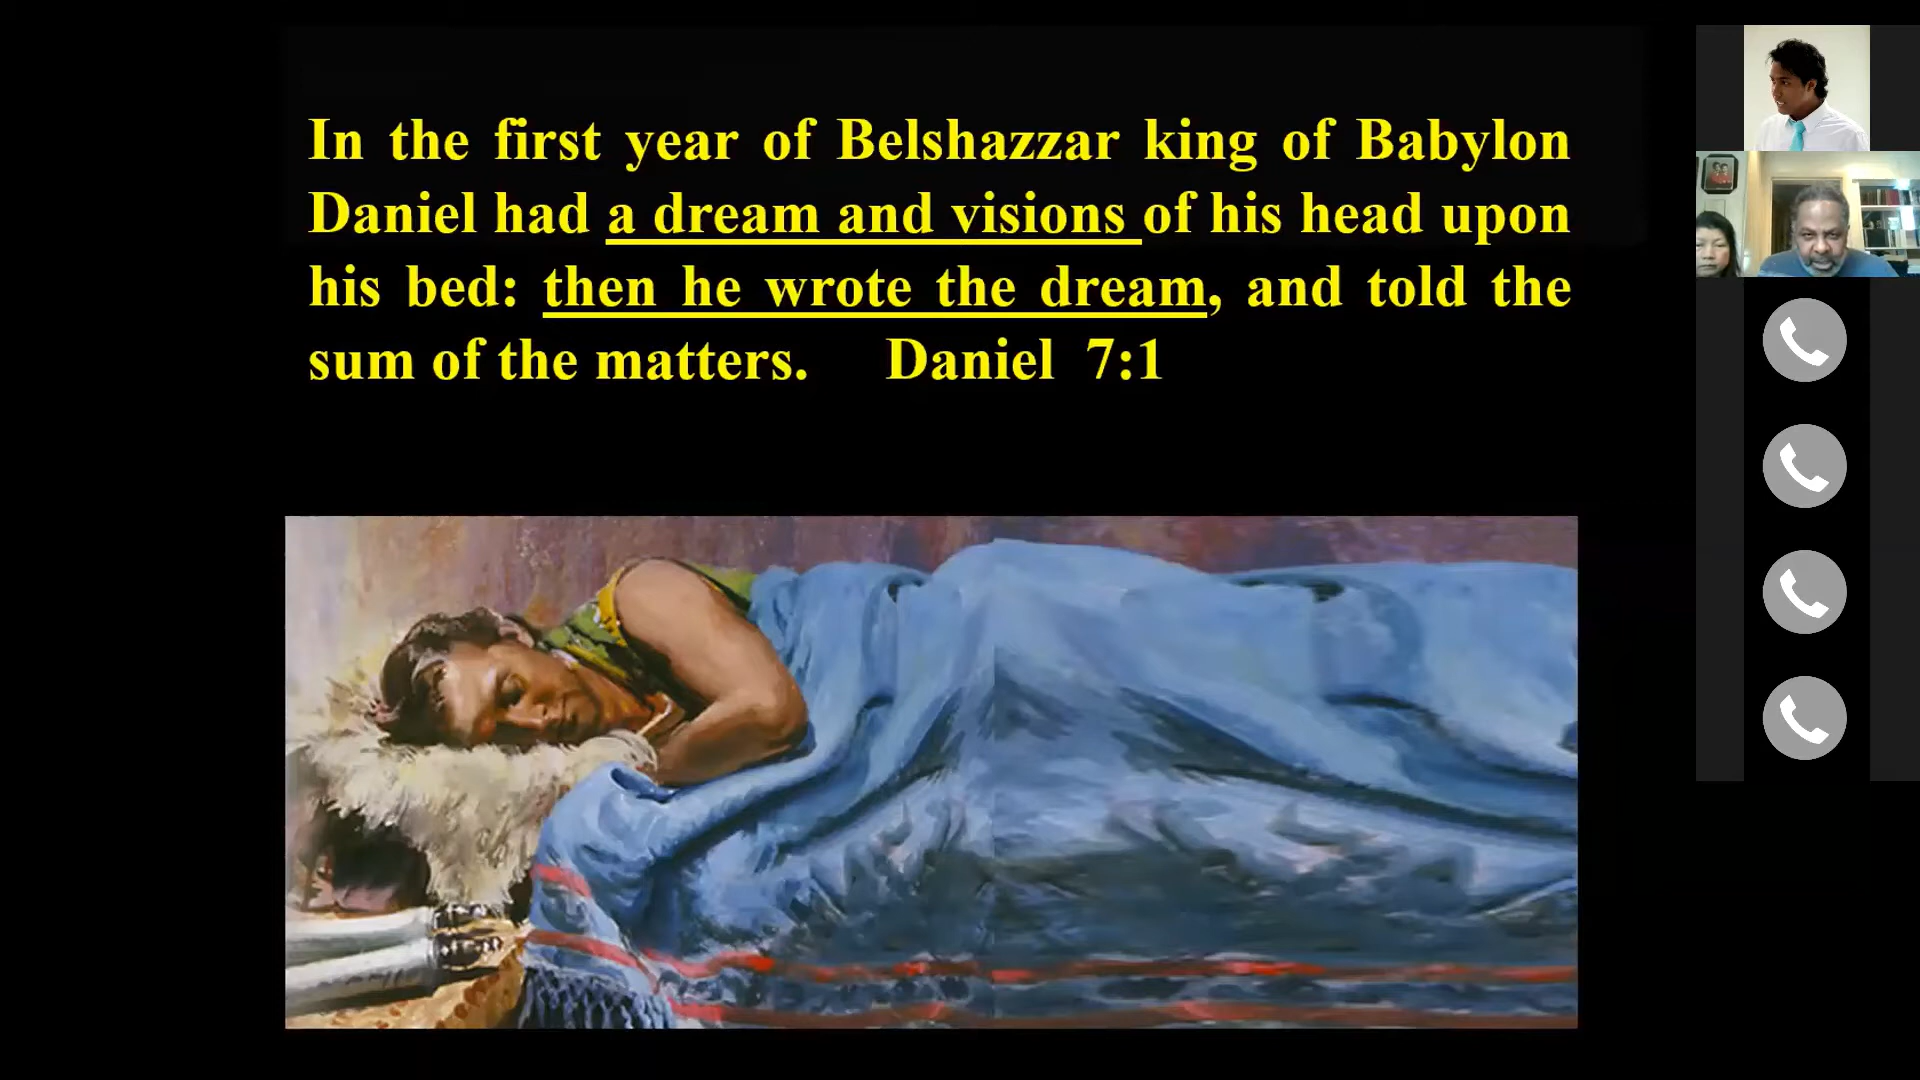 In the first year of Belshazzar king of Babylon
Daniel had a dream and visions of his head upon
his bed: then he wrote the dream, and told the
sum of the matters. Daniel 7:1